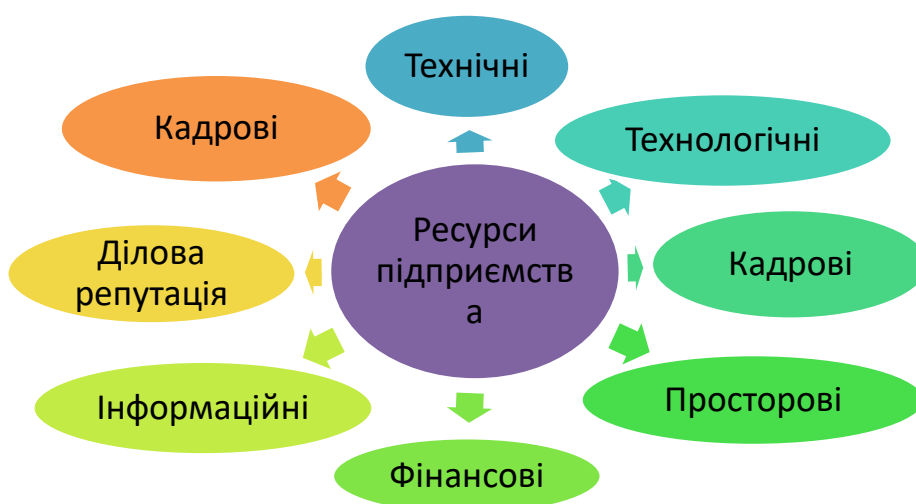 Технічні
Кадрові
Технологічні
Ресурси
підприємств
а
Ділова
репутація
Кадрові
Інформаційні
Просторові
Фінансові